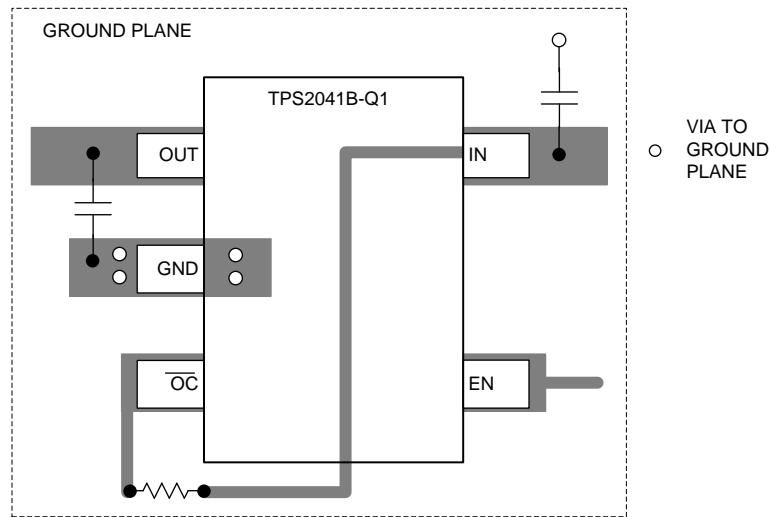 GROUND PLANE
TPS2041B-Q1
OUT
IN
VIA TO
GROUND
PLANE
GND
OC
EN